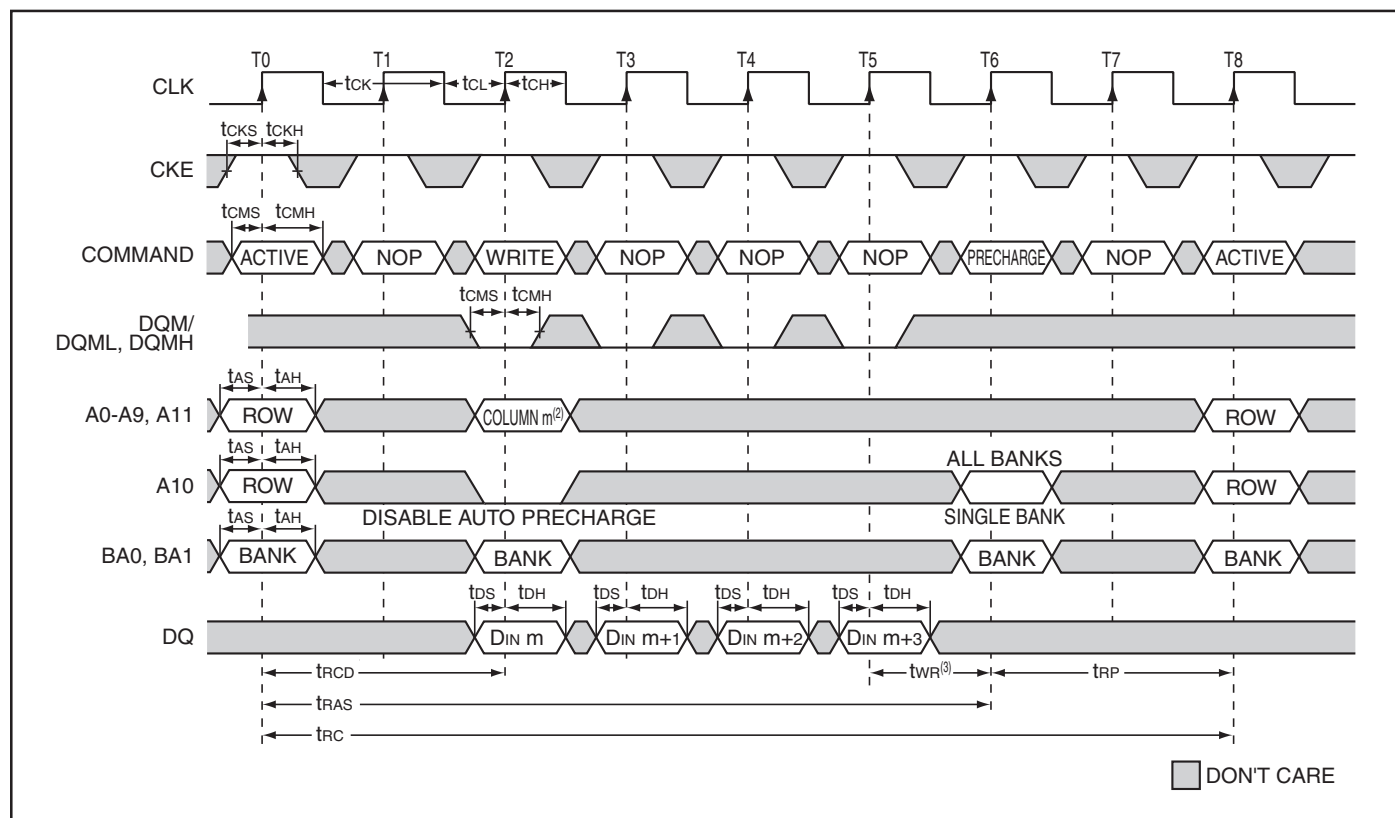 T0 T1 T2 T3 T4 T5 T6 T7 T8
CLK tCK tCL tCH
tCKS tCKH
CKE
tCMS tCMH
COMMAND ACTIVE NOP WRITE NOP NOP NOP PRECHARGE NOP ACTIVE
tCMS tCMH
DQM/
DQML, DQMH
tAS tAH
A0-A9, A11 ROW COLUMN m(2) ROW
tAS tAH ALL BANKS
A10 ROW ROW
DISABLE AUTO PRECHARGE SINGLE BANK
tAS tAH
BA0, BA1 BANK BANK BANK BANK
tDS tDH tDS tDH tDS tDH tDS tDH
DQ DIN m DIN m+1 DIN m+2 DIN m+3
tRCD tWR(3) tRP
tRAS
tRC
DON'T CARE